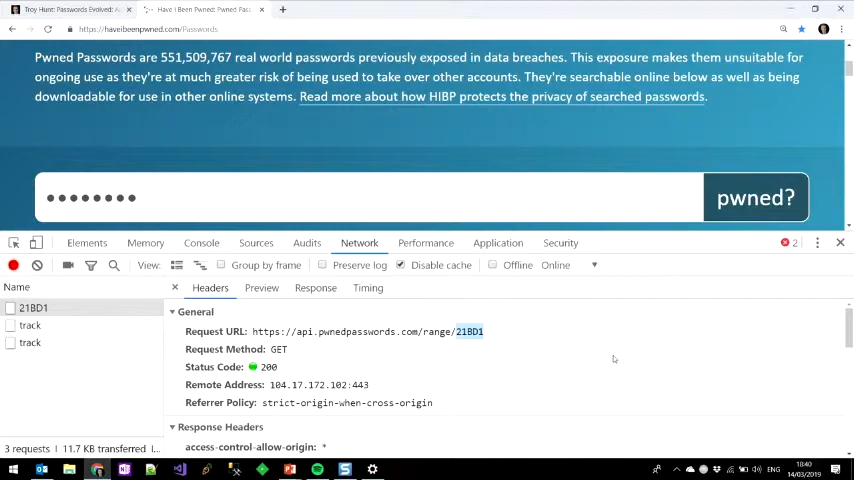 Troy Hunt: Passwords Evolved: Au
Have I Been Pwned: Pwned Pass
https://haveibeenpwned.com/Passwords
Pwned Passwords are 551,509,767 real world passwords previously exposed in data breaches. This exposure makes them unsuitable for
ongoing use as they're at much greater risk of being used to take over other accounts. They're searchable online below as well as being
downloadable for use in other online systems. Read more about how HIBP protects the privacy of searched passwords.
pwned?
Elements Memory Console Sources Audits Network Performance Application Security 2
View: Group by frame Preserve log Disable cache Offline Online
Name Headers Preview Response Timing
21BD1
track
track
General
Request URL: https://api.pwnedpasswords.com/range/21BD1
Request Method: GET
Status Code: 200
Remote Address: 104.17.172.102:443
Referrer Policy: strict-origin-when-cross-origin
Response Headers
access-control-allow-origin: *
3 requests | 11.7 KB transferred |
ENG
18:40
14/03/2019